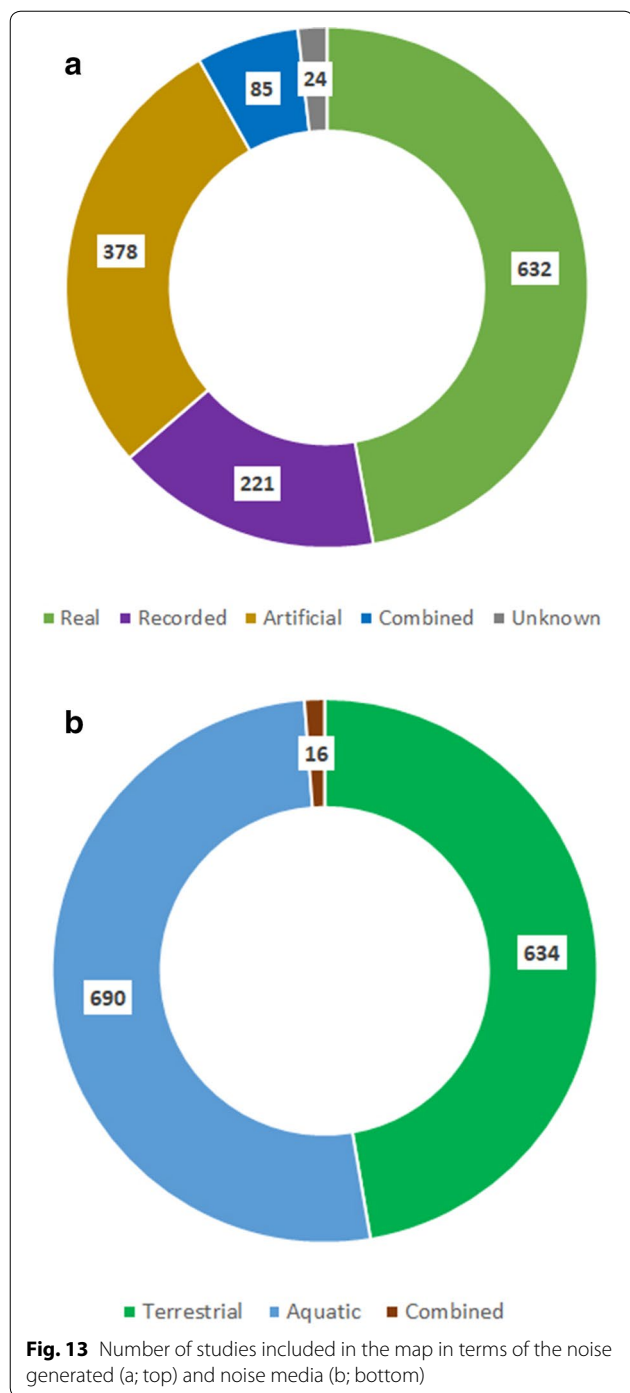 a
24
85
378
632
221
Real Recorded Artificial Combined Unknown
b
16
634
690
Terrestrial Aquatic Combined
Fig. 13 Number of studies included in the map in terms of the noise
generated (a; top) and noise media (b; bottom)